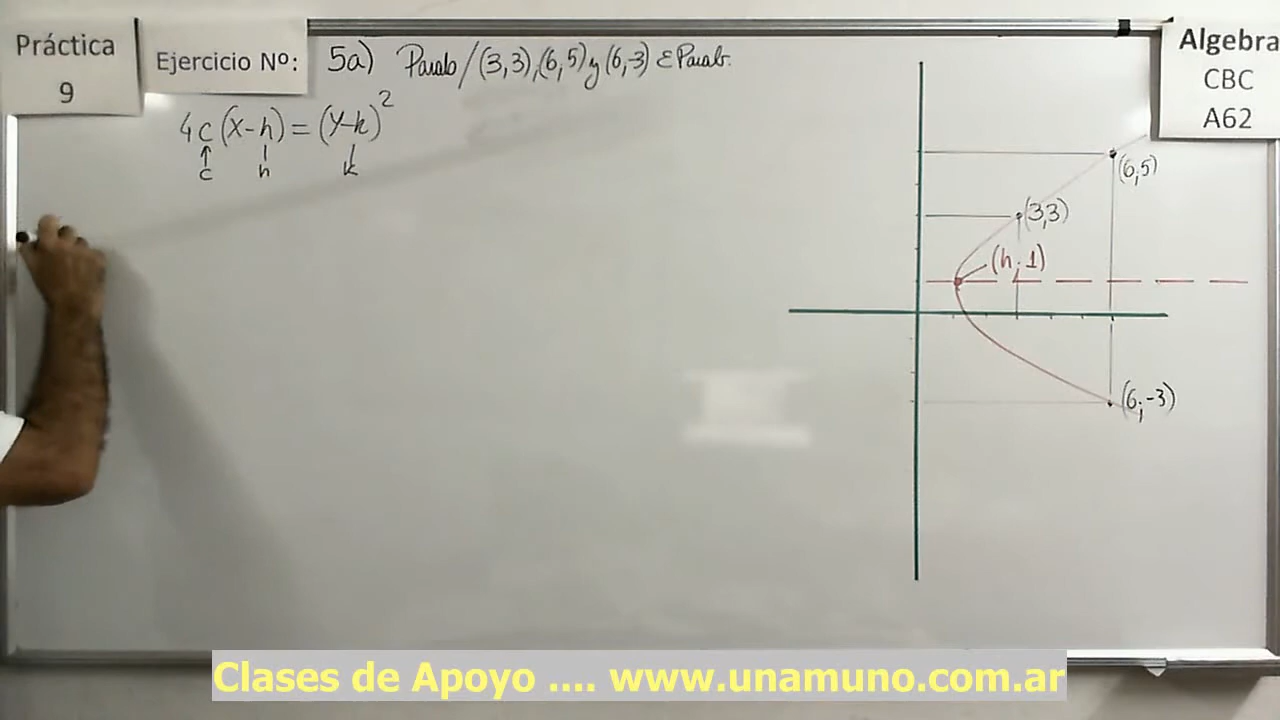 Práctica
9
Ejercicio Nº:
5a) Parab/(3,3),(6,5) y (6,-3) ε Parab.
Algebra
CBC
A62
4c(x-h)=(y-k)²
c h k
(6,5)
(3,3)
(h,1)
(6,-3)
Clases de Apoyo .... www.unamuno.com.ar